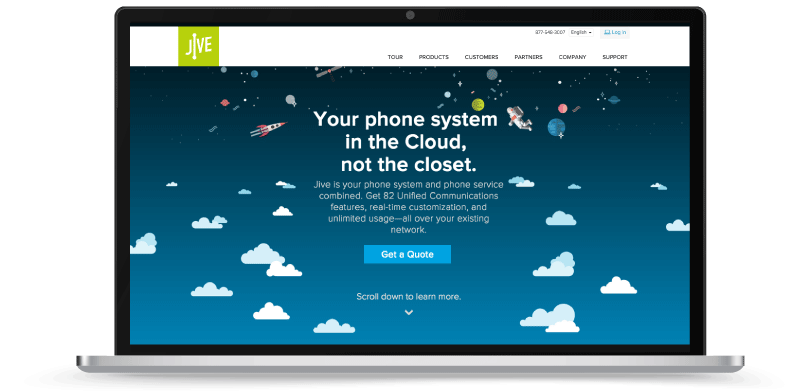 877-548-3007 English Log in
JIVE
TOUR PRODUCTS CUSTOMERS PARTNERS COMPANY SUPPORT
Your phone system
in the Cloud,
not the closet.
Jive is your phone system and phone service
combined. Get 82 Unified Communications
features, real-time customization, and
unlimited usage—all over your existing
network.
Get a Quote
Scroll down to learn more.